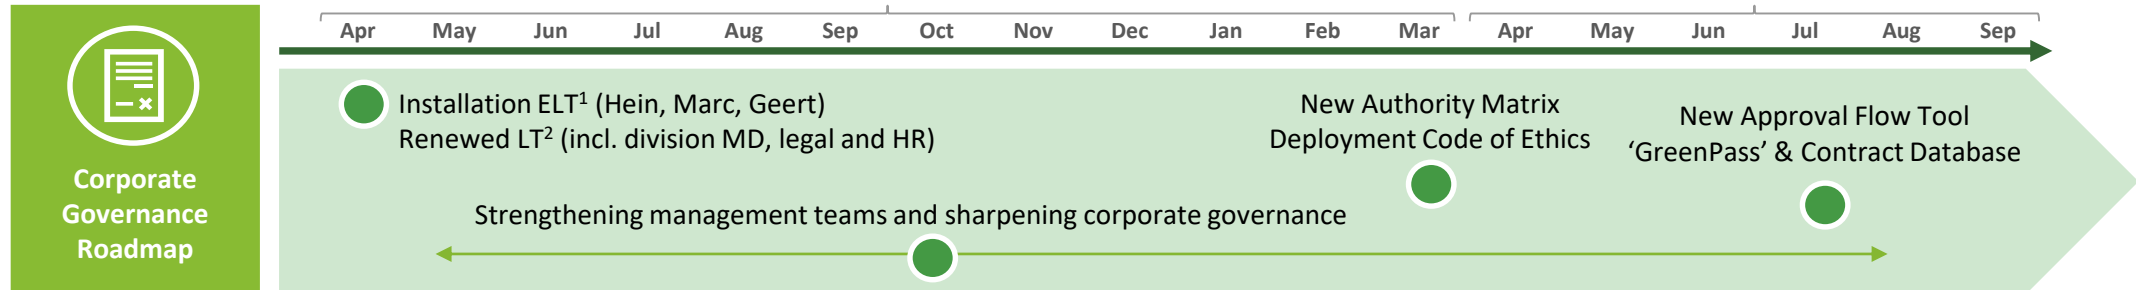 Corporate
Governance
Roadmap
Apr May Jun Jul Aug Sep Oct Nov Dec Jan Feb Mar Apr May Jun Jul Aug Sep
Installation ELT¹ (Hein, Marc, Geert)
Renewed LT² (incl. division MD, legal and HR)
Strengthening management teams and sharpening corporate governance
New Authority Matrix
Deployment Code of Ethics
New Approval Flow Tool
‘GreenPass’ & Contract Database